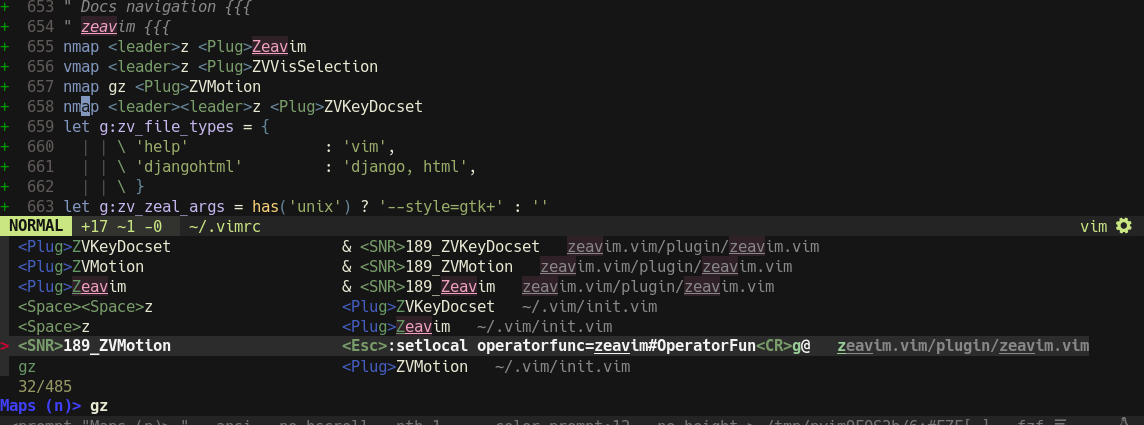 + 653 " Docs navigation {{{
+ 654 " zeavim {{{
+ 655 nmap <leader>z <Plug>Zeavim
+ 656 vmap <leader>z <Plug>ZVVisSelection
+ 657 nmap gz <Plug>ZVMotion
+ 658 nmap <leader><leader>z <Plug>ZVKeyDocset
+ 659 let g:zv_file_types = {
+ 660 | | \ 'help' : 'vim',
+ 661 | | \ 'djangohtml' : 'django, html',
+ 662 | | \ }
+ 663 let g:zv_zeal_args = has('unix') ? '--style=gtk+' : ''
NORMAL +17 ~1 -0 ~/.vimrc vim
<Plug>ZVKeyDocset & <SNR>189_ZVKeyDocset zeavim.vim/plugin/zeavim.vim
<Plug>ZVMotion & <SNR>189_ZVMotion zeavim.vim/plugin/zeavim.vim
<Plug>Zeavim & <SNR>189_Zeavim zeavim.vim/plugin/zeavim.vim
<Space><Space>z <Plug>ZVKeyDocset ~/.vim/init.vim
<Space>z <Plug>Zeavim ~/.vim/init.vim
> <SNR>189_ZVMotion <Esc>:setlocal operatorfunc=zeavim#OperatorFun<CR>g@ zeavim.vim/plugin/zeavim.vim
gz <Plug>ZVMotion ~/.vim/init.vim
32/485
Maps (n)> gz